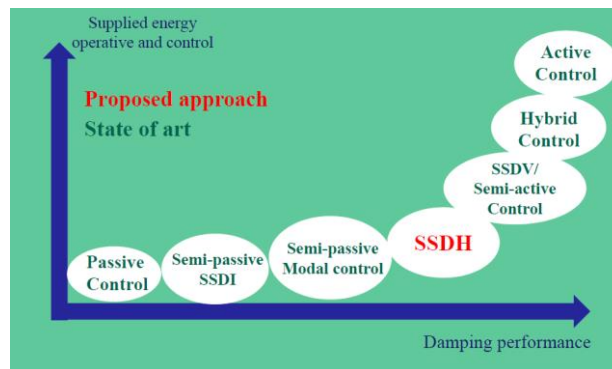 Supplied energy
operative and control
Proposed approach
State of art
Active
Control
Hybrid
Control
SSDV/
Semi-active
Control
SSDH
Semi-passive
Modal control
Semi-passive
SSDI
Passive
Control
Damping performance